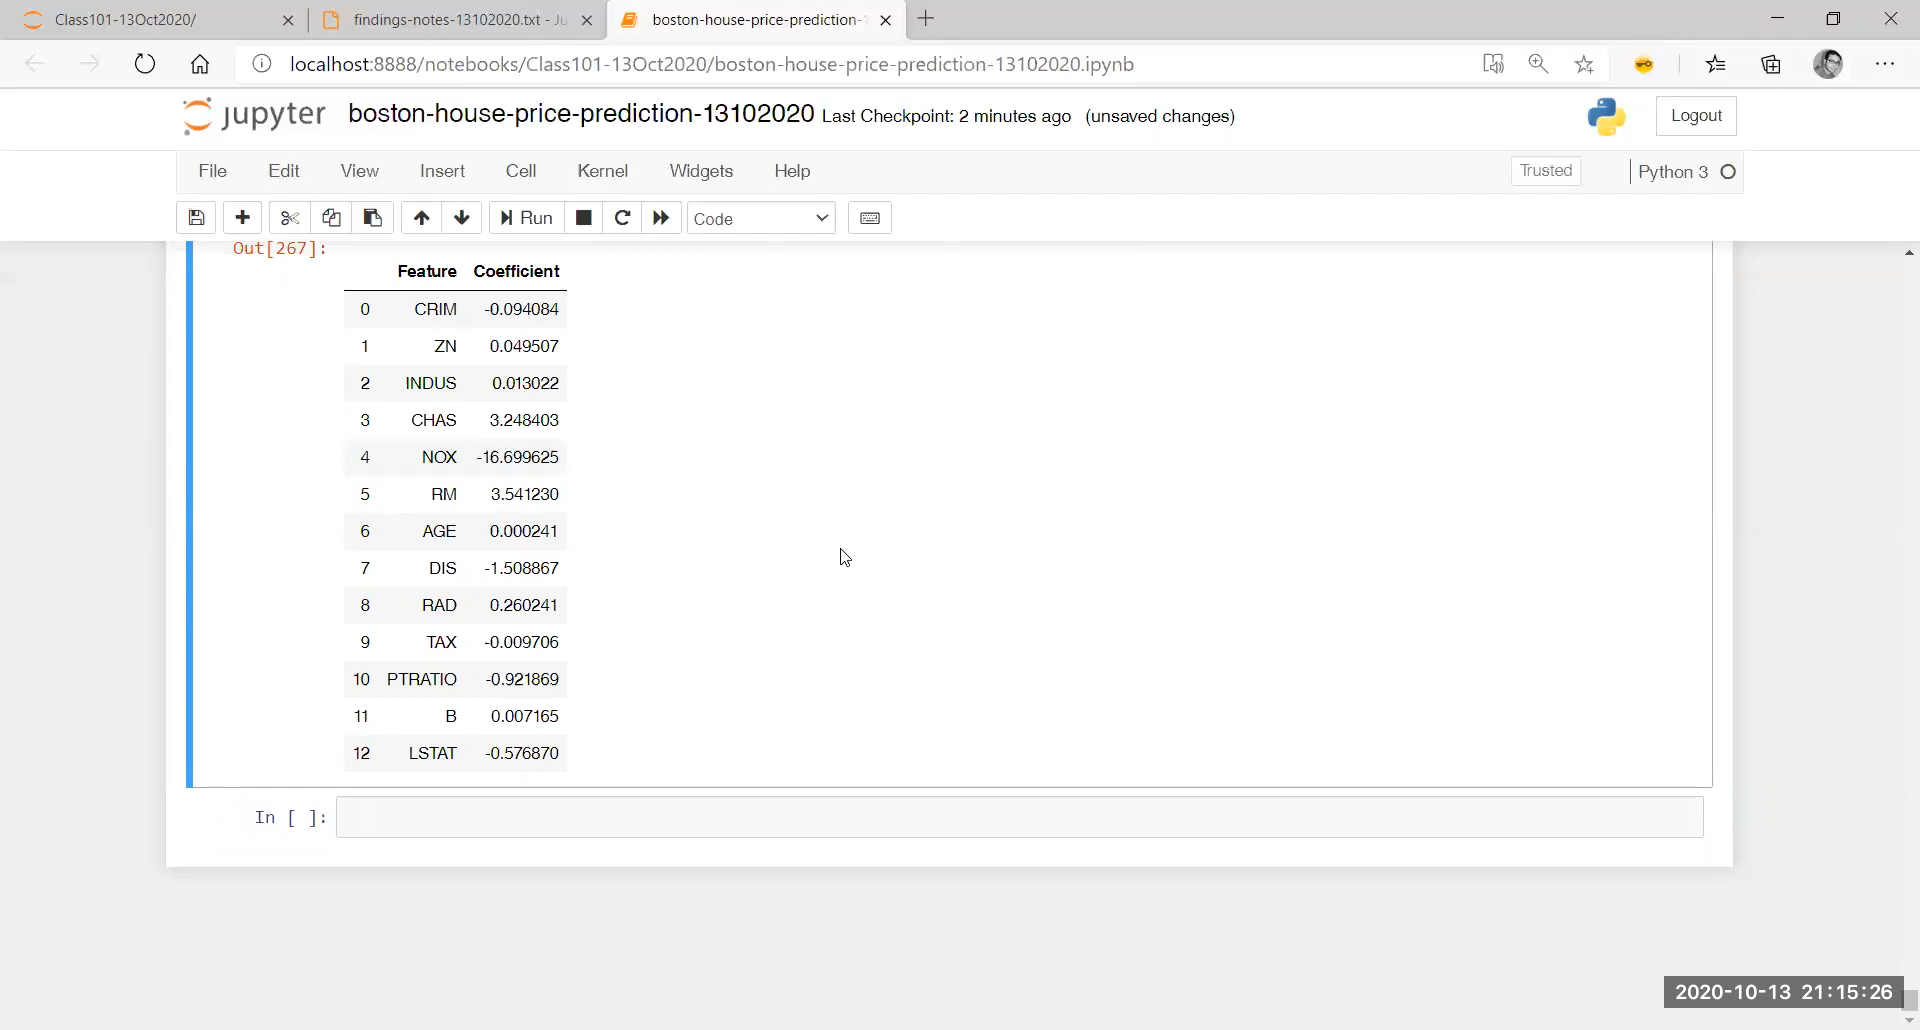 Class101-13Oct2020/
findings-notes-13102020.txt - Ju
boston-house-price-prediction-
localhost:8888/notebooks/Class101-13Oct2020/boston-house-price-prediction-13102020.ipynb
jupyter boston-house-price-prediction-13102020 Last Checkpoint: 2 minutes ago (unsaved changes)
Logout
File Edit View Insert Cell Kernel Widgets Help
Trusted
Python 3
Run
Code
Out[267]:
Feature Coefficient
0 CRIM -0.094084
1 ZN 0.049507
2 INDUS 0.013022
3 CHAS 3.248403
4 NOX -16.699625
5 RM 3.541230
6 AGE 0.000241
7 DIS -1.508867
8 RAD 0.260241
9 TAX -0.009706
10 PTRATIO -0.921869
11 B 0.007165
12 LSTAT -0.576870
In [ ]:
2020-10-13 21:15:26